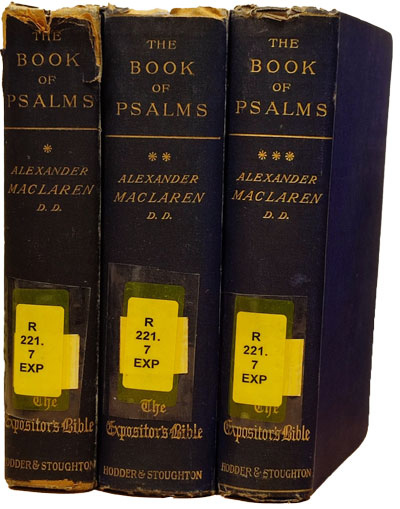 THE
BOOK
OF
PSALMS
*
ALEXANDER
MACLAREN
D. D.
R
221.
7
EXP
The
Expositor's Bible
HODDER & STOUGHTON
THE
BOOK
OF
PSALMS
**
ALEXANDER
MACLAREN
D. D.
R
221.
7
EXP
The
Expositor's Bible
HODDER & STOUGHTON
THE
BOOK
OF
PSALMS
***
ALEXANDER
MACLAREN
D. D.
R
221.
7
EXP
The
Expositor's Bible
HODDER & STOUGHTON